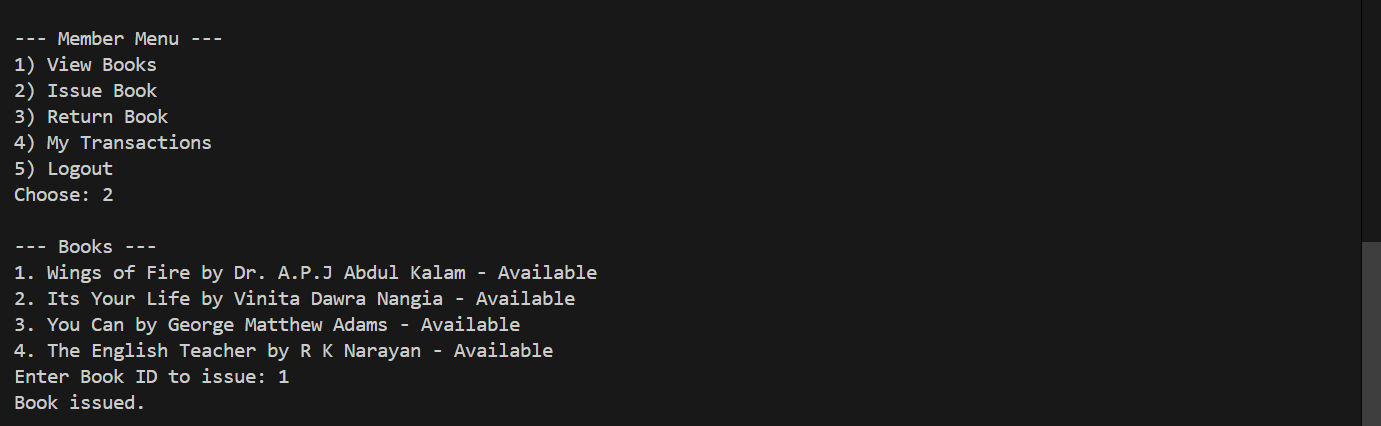 --- Member Menu ---
1) View Books
2) Issue Book
3) Return Book
4) My Transactions
5) Logout
Choose: 2
--- Books ---
1. Wings of Fire by Dr. A.P.J Abdul Kalam - Available
2. Its Your Life by Vinita Dawra Nangia - Available
3. You Can by George Matthew Adams - Available
4. The English Teacher by R K Narayan - Available
Enter Book ID to issue: 1
Book issued.